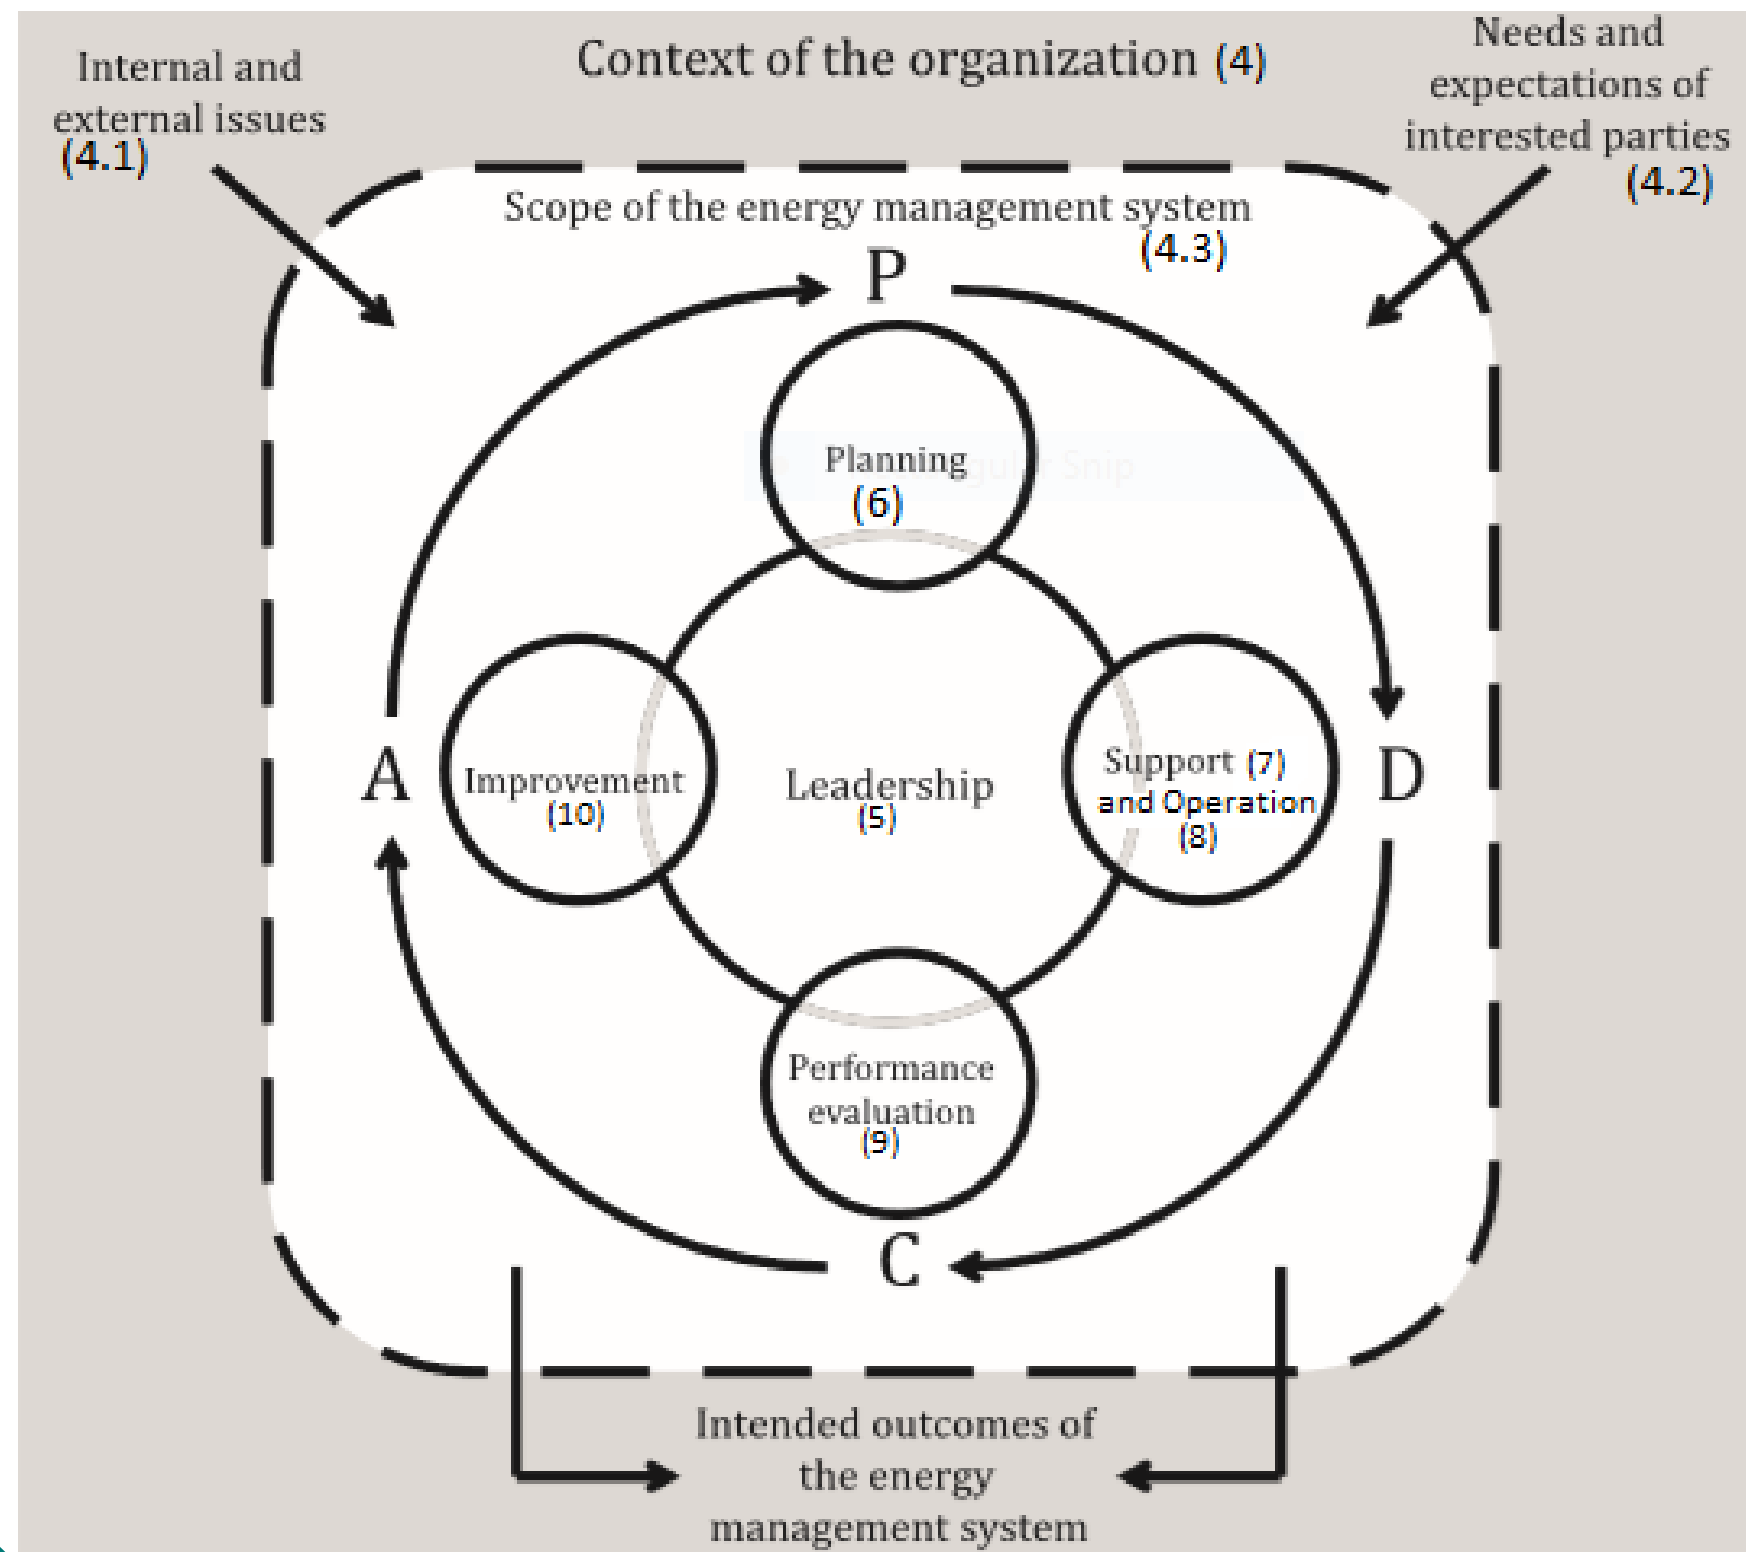 Internal and
external issues
(4.1)
Context of the organization (4)
Needs and
expectations of
interested parties
(4.2)
Scope of the energy management system
(4.3)
P
Planning
(6)
Snip
A
Improvement
(10)
Leadership
(5)
Support (7)
and Operation
(8)
D
Performance
evaluation
(9)
C
Intended outcomes of
the energy
management system